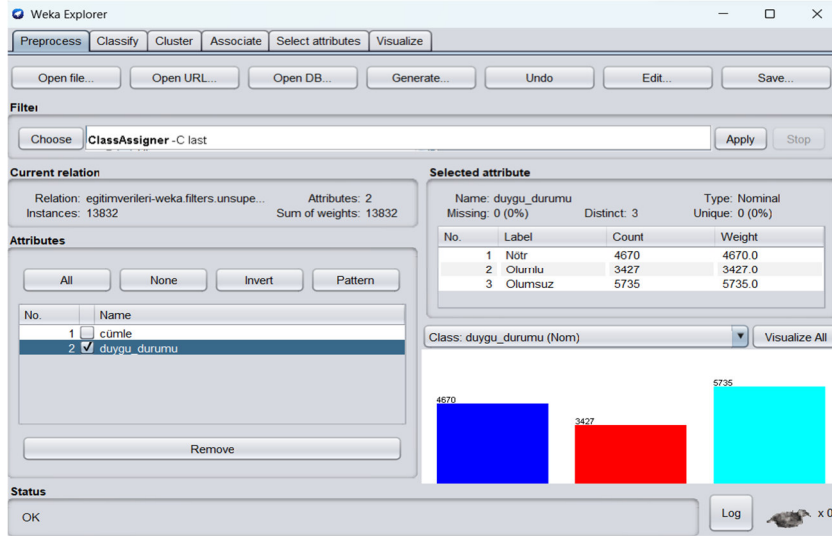 Weka Explorer
Preprocess Classify Cluster Associate Select attributes Visualize
Open file... Open URL... Open DB... Generate... Undo Edit... Save...
Filter
Choose ClassAssigner -C last Apply Stop
Current relation
Relation: egitimverileri-weka.filters.unsupe... Attributes: 2
Instances: 13832 Sum of weights: 13832
Attributes
All None Invert Pattern
No. Name
1 cümle
2 duygu_durumu
Remove
Selected attribute
Name: duygu_durumu Type: Nominal
Missing: 0 (0%) Distinct: 3 Unique: 0 (0%)
No. Label Count Weight
1 Nötr 4670 4670.0
2 Olumlu 3427 3427.0
3 Olumsuz 5735 5735.0
Class: duygu_durumu (Nom) Visualize All
4670 3427 5735
Status
OK Log x 0